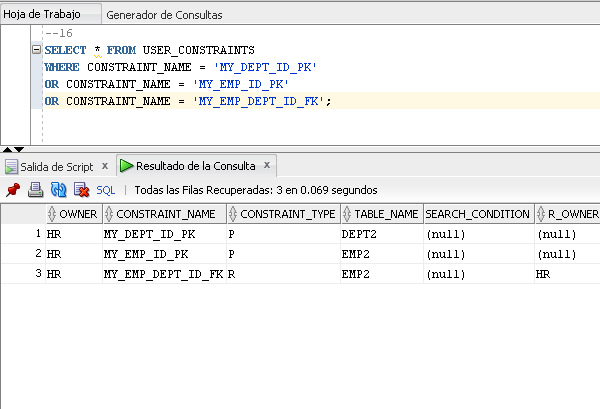 Hoja de Trabajo Generador de Consultas
--16
SELECT * FROM USER_CONSTRAINTS
WHERE CONSTRAINT_NAME = 'MY_DEPT_ID_PK'
OR CONSTRAINT_NAME = 'MY_EMP_ID_PK'
OR CONSTRAINT_NAME = 'MY_EMP_DEPT_ID_FK';
Salida de Script x Resultado de la Consulta x
SQL | Todas las Filas Recuperadas: 3 en 0.069 segundos
OWNER CONSTRAINT_NAME CONSTRAINT_TYPE TABLE_NAME SEARCH_CONDITION R_OWNER
1 HR MY_DEPT_ID_PK P DEPT2 (null) (null)
2 HR MY_EMP_ID_PK P EMP2 (null) (null)
3 HR MY_EMP_DEPT_ID_FK R EMP2 (null) HR